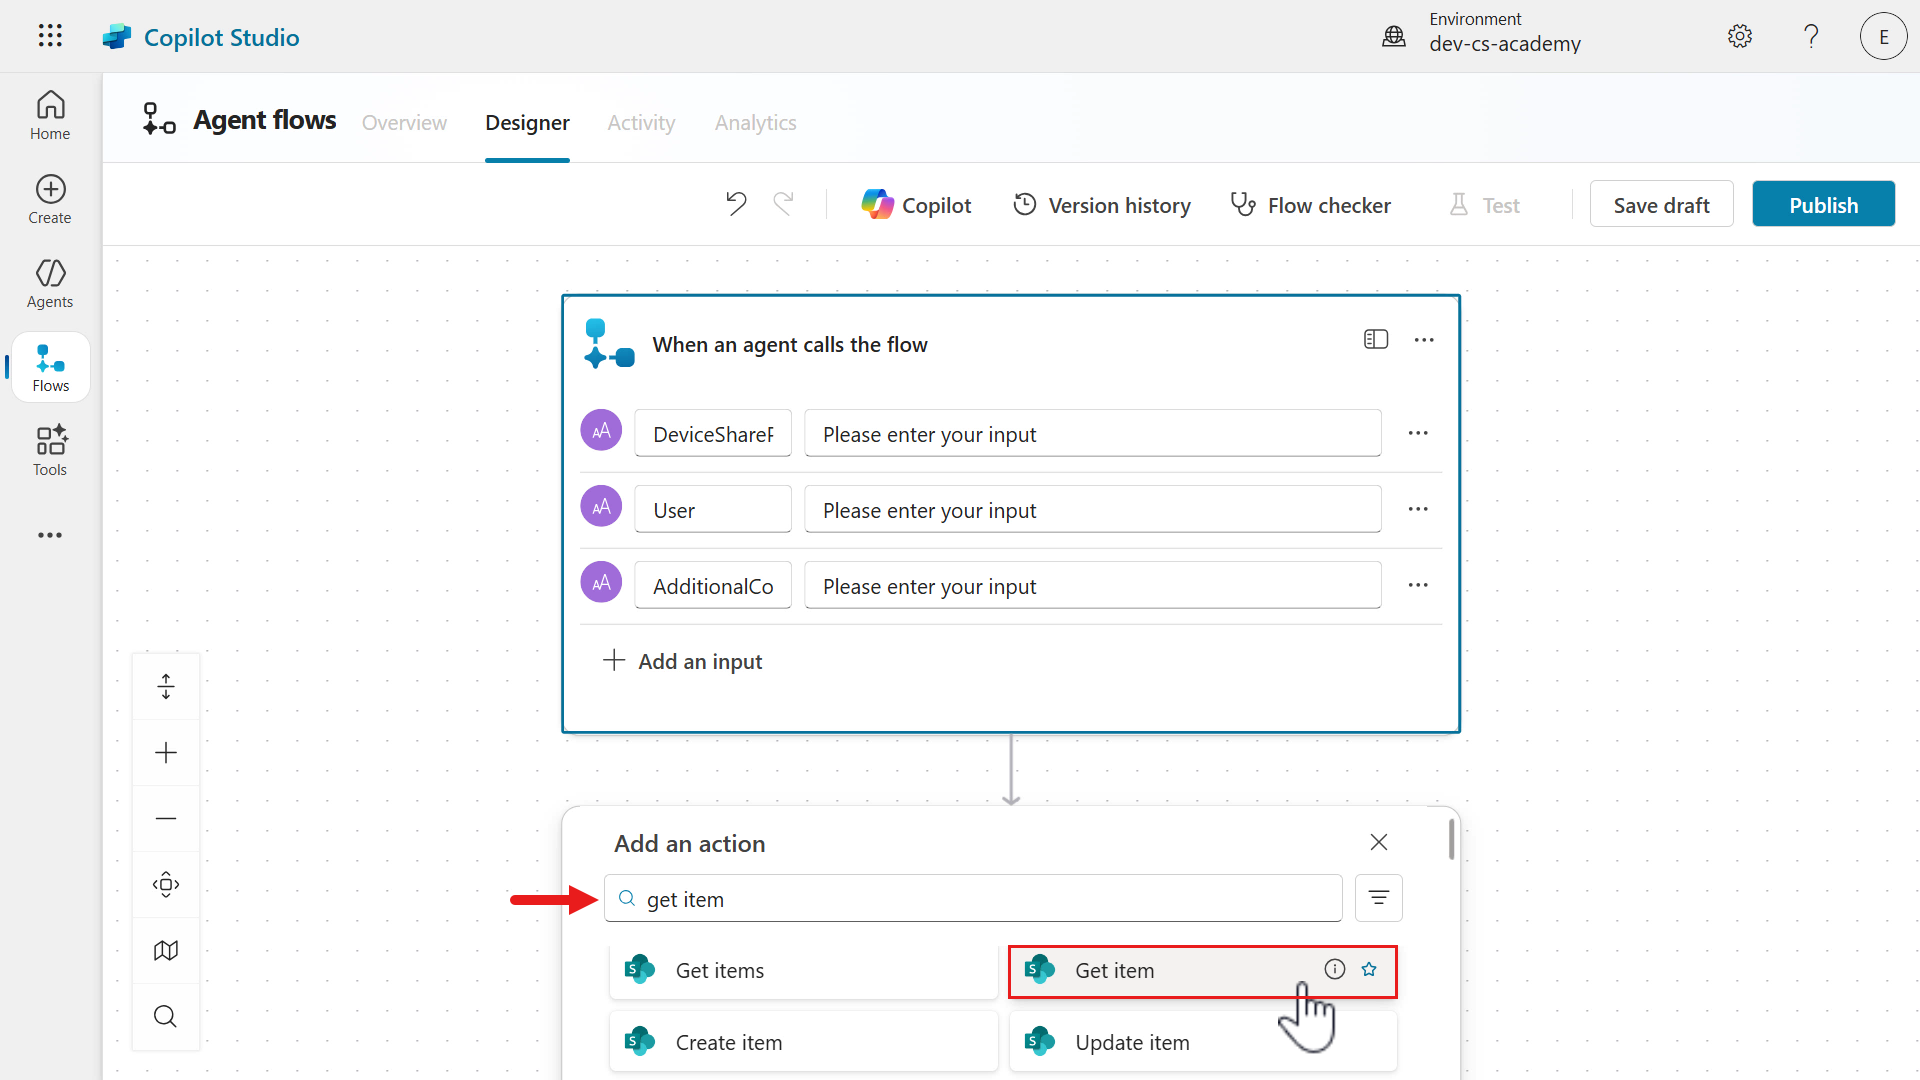 Copilot Studio
Environment
dev-cs-academy
E
Home
Create
Agents
Flows
Tools
Agent flows
Overview
Designer
Activity
Analytics
Copilot
Version history
Flow checker
Test
Save draft
Publish
When an agent calls the flow
DeviceShareP
Please enter your input
User
Please enter your input
AdditionalCo
Please enter your input
Add an input
Add an action
get item
Get items
Get item
Create item
Update item